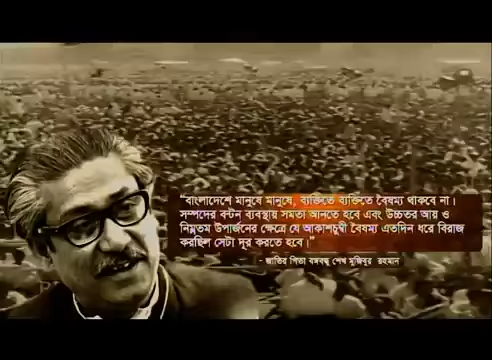 "বাংলাদেশে মানুষে মানুষে, ব্যক্তিতে ব্যক্তিতে বৈষম্য থাকবে না।
সম্পদের বন্টন ব্যবস্থায় সমতা আনতে হবে এবং উচ্চতর আয় ও
নিম্নতম উপার্জনের ক্ষেত্রে যে আকাশচুম্বী বৈষম্য এতদিন ধরে বিরাজ
করছিল সেটা দূর করতে হবে।"
- জাতির পিতা বঙ্গবন্ধু শেখ মুজিবুর রহমান